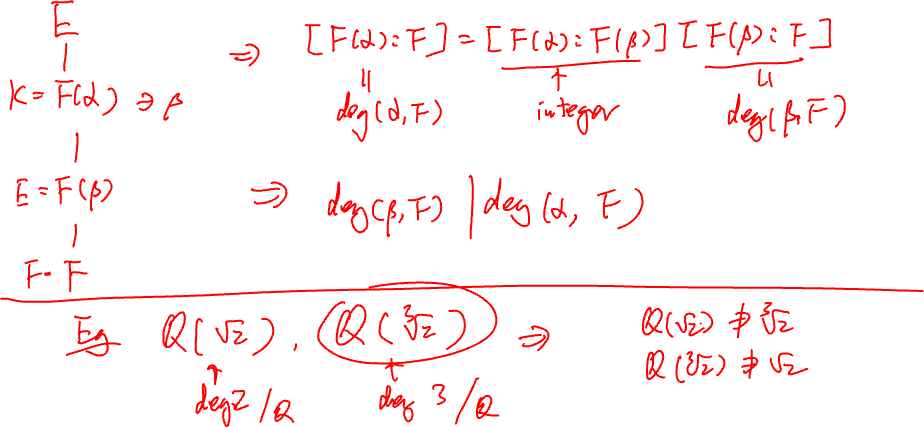 E
|
K = F(α) ∋ β
|
E = F(β)
|
F = F
⇒ [F(α) : F] = [F(α) : F(β)] [F(β) : F]
|| ↑ ||
deg(α, F) integer deg(β, F)
⇒ deg(β, F) | deg(α, F)
Eg Q(√2), Q(∛2) ⇒ Q(√2) ∌ ∛2
Q(∛2) ∌ √2
↑ ↑
deg 2 / Q deg 3 / Q